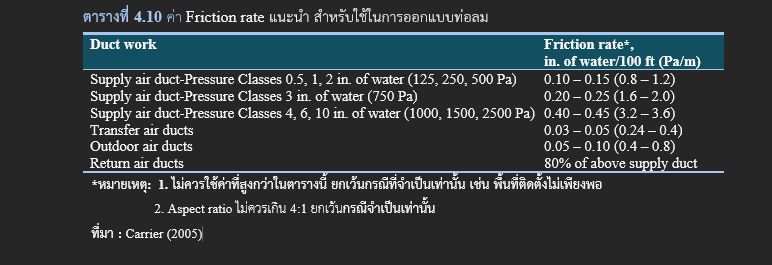 ตารางที่ 4.10 ค่า Friction rate แนะนำ สำหรับใช้ในการออกแบบท่อลม
Duct work Friction rate*,
in. of water/100 ft (Pa/m)
Supply air duct-Pressure Classes 0.5, 1, 2 in. of water (125, 250, 500 Pa) 0.10 – 0.15 (0.8 – 1.2)
Supply air duct-Pressure Classes 3 in. of water (750 Pa) 0.20 – 0.25 (1.6 – 2.0)
Supply air duct-Pressure Classes 4, 6, 10 in. of water (1000, 1500, 2500 Pa) 0.40 – 0.45 (3.2 – 3.6)
Transfer air ducts 0.03 – 0.05 (0.24 – 0.4)
Outdoor air ducts 0.05 – 0.10 (0.4 – 0.8)
Return air ducts 80% of above supply duct
*หมายเหตุ: 1. ไม่ควรใช้ค่าที่สูงกว่าในตารางนี้ ยกเว้นกรณีที่จำเป็นเท่านั้น เช่น พื้นที่ติดตั้งไม่เพียงพอ
2. Aspect ratio ไม่ควรเกิน 4:1 ยกเว้นกรณีจำเป็นเท่านั้น
ที่มา : Carrier (2005)